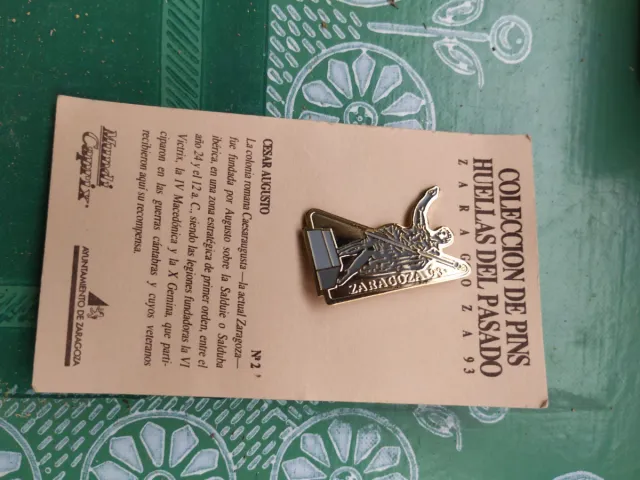 COLECCION DE PINS
HUELLAS DEL PASADO
ZARAGOZA 93
ZARAGOZA 93
Nº 2
CESAR AUGUSTO
La colonia romana Caesaraugusta —la actual Zaragoza—
fue fundada por Augusto sobre la Salduie o Salduba
ibérica, en una zona estratégica de primer orden, entre el
año 24 y el 12 a. C., siendo las legiones fundadoras la VI
Victrix, la IV Macedónica y la X Gemina, que parti-
ciparon en las guerras cántabras y cuyos veteranos
recibieron aquí su recompensa.
AYUNTAMIENTO DE ZARAGOZA